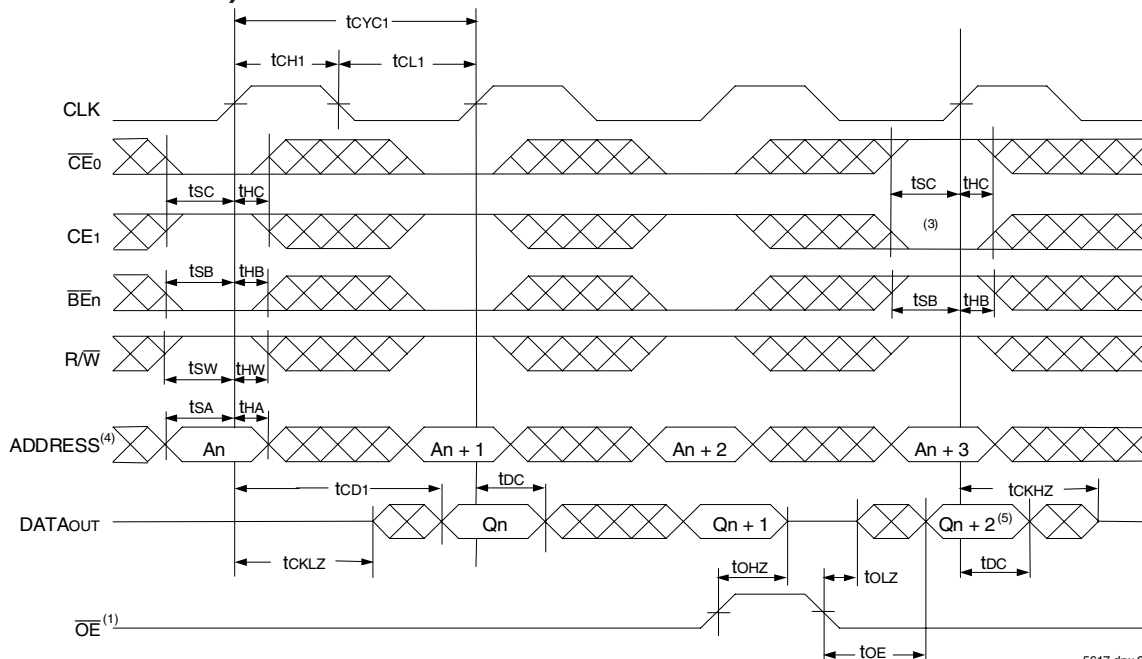 tCYC1
tCH1 tCL1
CLK
CE0
tSC tHC tSC tHC
CE1 (3)
tSB tHB
BEn tSB tHB
R/W
tSW tHW
tSA tHA
ADDRESS(4) An An + 1 An + 2 An + 3
tCD1 tDC tCKHZ
DATAOUT Qn Qn + 1 Qn + 2(5)
tCKLZ tOHZ tOLZ tDC
OE(1)
tOE